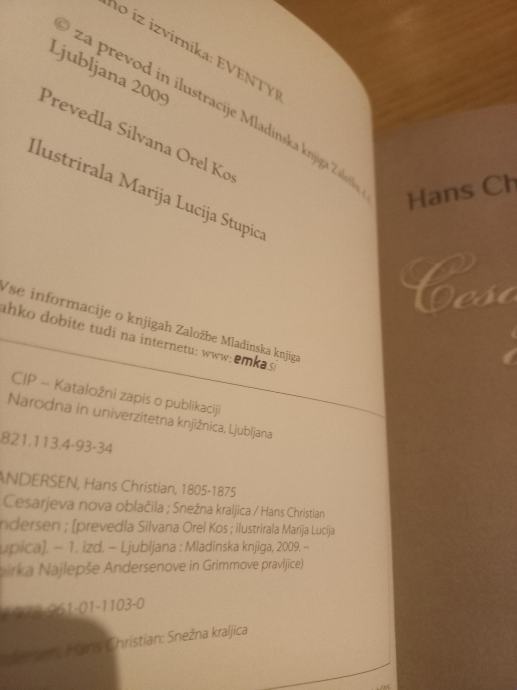 iz izvirnika: EVENTYR
© za prevod in ilustracije Mladinska knjiga Založba, d. d.
Ljubljana 2009
Prevedla Silvana Orel Kos
Ilustrirala Marija Lucija Stupica
Vse informacije o knjigah Založbe Mladinska knjiga
ahko dobite tudi na internetu: www.emka.si
CIP – Kataložni zapis o publikaciji
Narodna in univerzitetna knjižnica, Ljubljana
821.113.4-93-34
ANDERSEN, Hans Christian, 1805-1875
Cesarjeva nova oblačila ; Snežna kraljica / Hans Christian
ndersen ; [prevedla Silvana Orel Kos ; ilustrirala Marija Lucija
upica]. – 1. izd. – Ljubljana : Mladinska knjiga, 2009. –
birka Najlepše Andersenove in Grimmove pravljice)
978-961-01-1103-0
ndersen, Hans Christian: Snežna kraljica
Hans Ch
Cesa